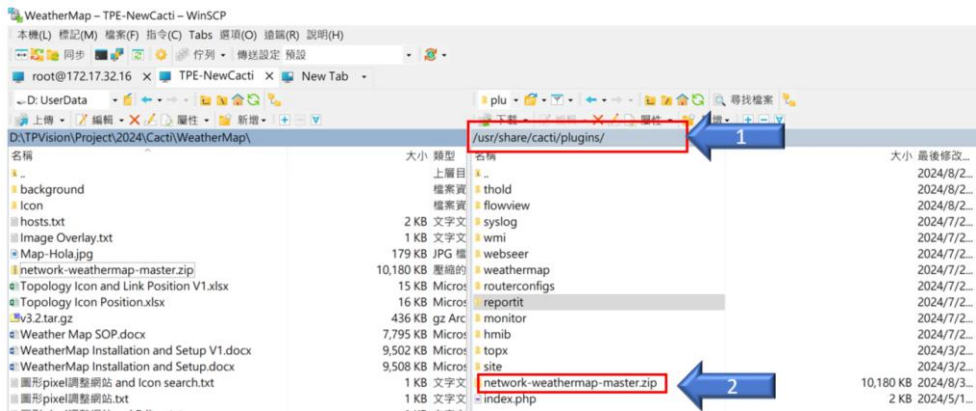 WeatherMap – TPE-NewCacti – WinSCP
本機(L) 標記(M) 檔案(F) 指令(C) Tabs 選項(O) 遠端(R) 說明(H)
同步 佇列 傳送設定 預設
root@172.17.32.16 TPE-NewCacti New Tab
D: UserData plu 尋找檔案
上傳 編輯 屬性 新增 下載 編輯 屬性
D:\TPVision\Project\2024\Cacti\WeatherMap\ /usr/share/cacti/plugins/ 1
名稱 大小 類型 名稱 大小 最後修改...
.. 上層目 .. 2024/8/2...
background 檔案資 thold 2024/8/2...
Icon 檔案資 flowview 2024/8/2...
hosts.txt 2 KB 文字文 syslog 2024/7/2...
Image Overlay.txt 1 KB 文字文 wmi 2024/7/2...
Map-Hola.jpg 179 KB JPG 檔 webseer 2024/7/2...
network-weathermap-master.zip 10,180 KB 壓縮的 weathermap 2024/7/2...
Topology Icon and Link Position V1.xlsx 15 KB Micros routerconfigs 2024/7/2...
Topology Icon Position.xlsx 16 KB Micros reportit 2024/7/2...
v3.2.tar.gz 436 KB gz Arc monitor 2024/7/2...
Weather Map SOP.docx 7,795 KB Micros hmib 2024/7/2...
WeatherMap Installation and Setup V1.docx 9,502 KB Micros topx 2024/3/2...
WeatherMap Installation and Setup.docx 9,508 KB Micros site 2024/3/2...
圖形pixel調整網站 and Icon search.txt 1 KB 文字文 network-weathermap-master.zip 2 10,180 KB 2024/8/3...
圖形pixel調整網站.txt 1 KB 文字文 index.php 2 KB 2024/5/1...